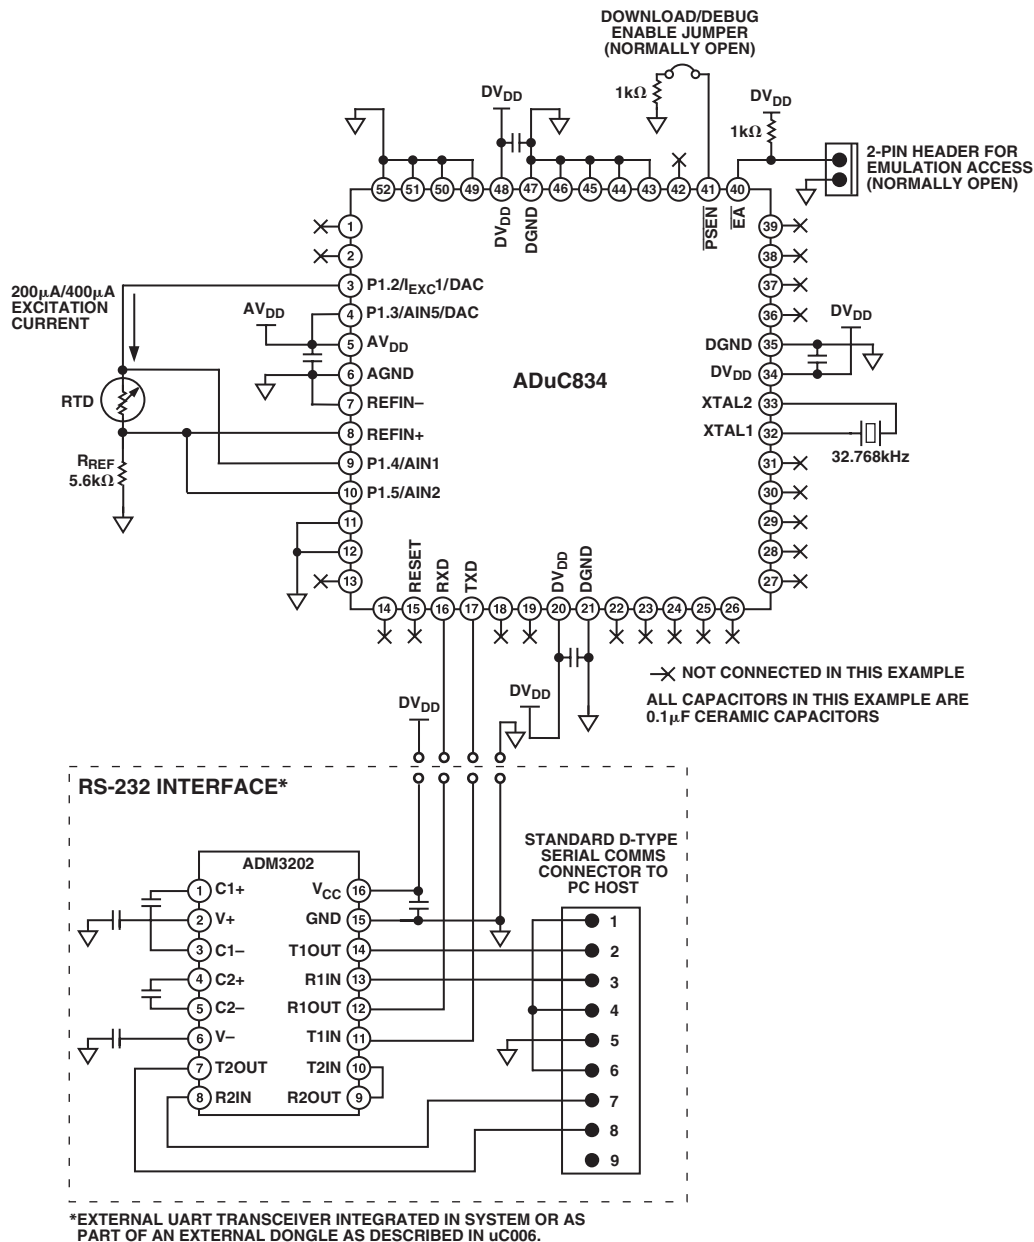 DOWNLOAD/DEBUG
ENABLE JUMPER
(NORMALLY OPEN)
1kΩ
DVDD
1kΩ
DVDD
2-PIN HEADER FOR
EMULATION ACCESS
(NORMALLY OPEN)
52 51 50 49 48 47 46 45 44 43 42 41 40
DVDD
DGND
PSEN
EA
1
2
3 P1.2/IEXC1/DAC
4 P1.3/AIN5/DAC
5 AVDD
6 AGND
7 REFIN–
8 REFIN+
9 P1.4/AIN1
10 P1.5/AIN2
11
12
13
200μA/400μA
EXCITATION
CURRENT
AVDD
RTD
RREF
5.6kΩ
ADuC834
39
38
37
36
DGND 35
DVDD 34
XTAL2 33
XTAL1 32
31
30
29
28
27
DVDD
32.768kHz
RESET
RXD
TXD
DVDD
DGND
14 15 16 17 18 19 20 21 22 23 24 25 26
NOT CONNECTED IN THIS EXAMPLE
ALL CAPACITORS IN THIS EXAMPLE ARE
0.1μF CERAMIC CAPACITORS
DVDD
DVDD
RS-232 INTERFACE*
ADM3202
1 C1+
2 V+
3 C1–
4 C2+
5 C2–
6 V–
7 T2OUT
8 R2IN
VCC 16
GND 15
T1OUT 14
R1IN 13
R1OUT 12
T1IN 11
T2IN 10
R2OUT 9
STANDARD D-TYPE
SERIAL COMMS
CONNECTOR TO
PC HOST
1
2
3
4
5
6
7
8
9
*EXTERNAL UART TRANSCEIVER INTEGRATED IN SYSTEM OR AS
PART OF AN EXTERNAL DONGLE AS DESCRIBED IN uC006.